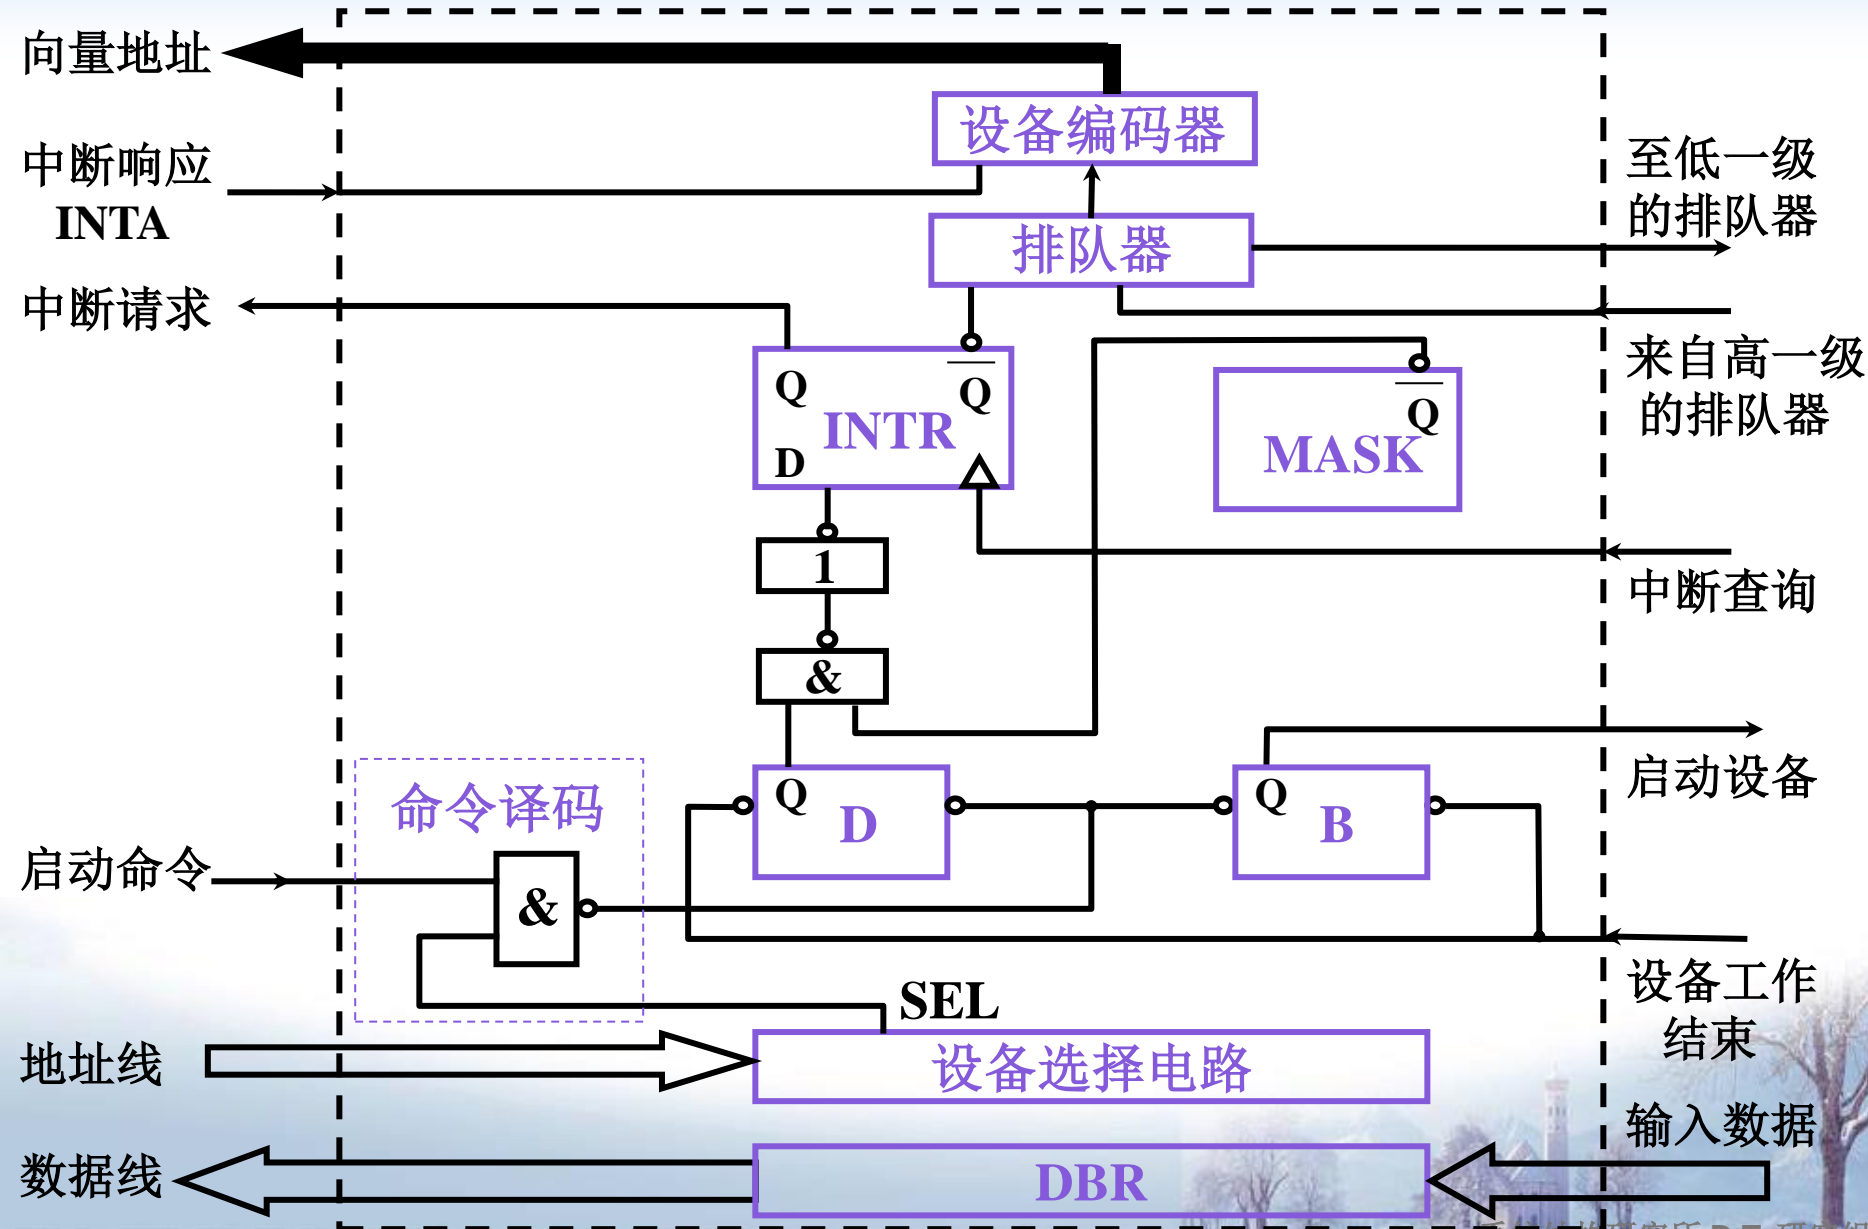 向量地址
设备编码器
中断响应
INTA
至低一级
的排队器
排队器
中断请求
来自高一级
的排队器
Q
Q
INTR
D
Q
MASK
1
中断查询
&
启动设备
命令译码
Q
D
Q
B
启动命令
&
设备工作
结束
SEL
地址线
设备选择电路
输入数据
数据线
DBR